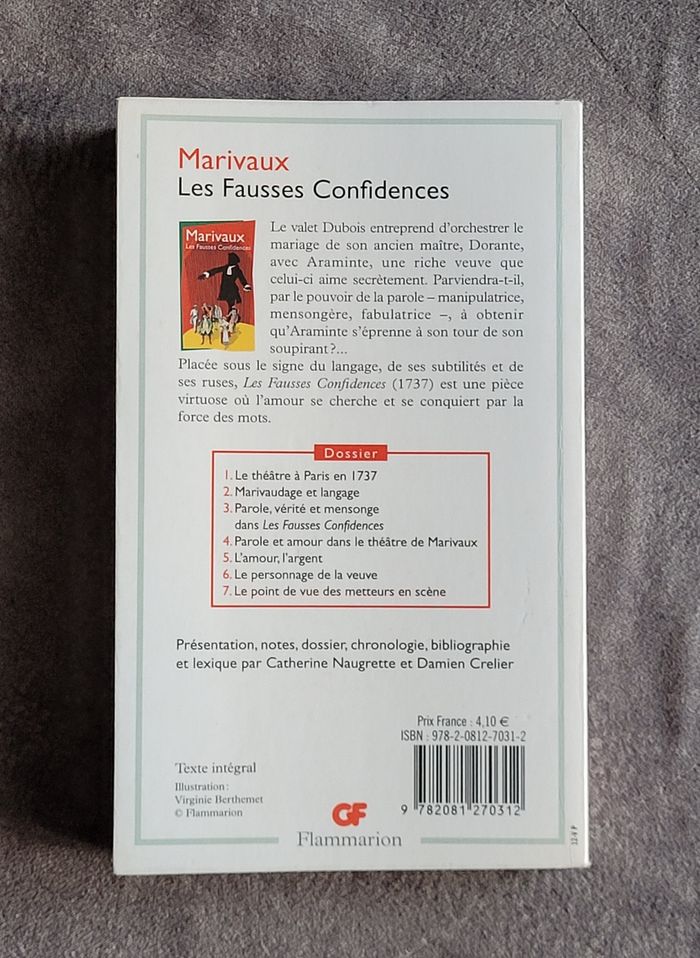 Marivaux
Les Fausses Confidences
Marivaux
Les Fausses Confidences
Le valet Dubois entreprend d'orchestrer le
mariage de son ancien maître, Dorante,
avec Araminte, une riche veuve que
celui-ci aime secrètement. Parviendra-t-il,
par le pouvoir de la parole – manipulatrice,
mensongère, fabulatrice –, à obtenir
qu'Araminte s'éprenne à son tour de son
soupirant ?...
Placée sous le signe du langage, de ses subtilités et de
ses ruses, Les Fausses Confidences (1737) est une pièce
virtuose où l'amour se cherche et se conquiert par la
force des mots.
Dossier
1. Le théâtre à Paris en 1737
2. Marivaudage et langage
3. Parole, vérité et mensonge
dans Les Fausses Confidences
4. Parole et amour dans le théâtre de Marivaux
5. L'amour, l'argent
6. Le personnage de la veuve
7. Le point de vue des metteurs en scène
Présentation, notes, dossier, chronologie, bibliographie
et lexique par Catherine Naugrette et Damien Crelier
Prix France : 4,10 €
ISBN : 978-2-0812-7031-2
9 782081 270312
Texte intégral
Illustration :
Virginie Berthemet
© Flammarion
GF
Flammarion